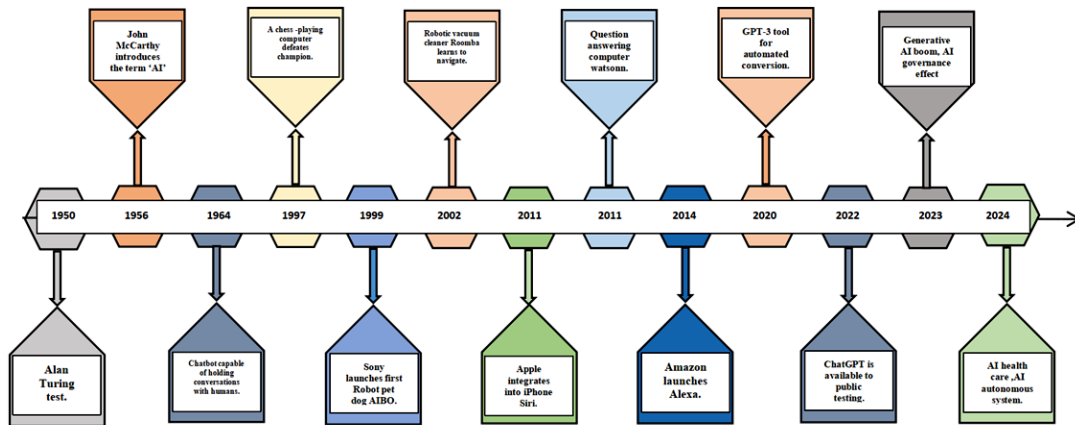 John
McCarthy
introduces
the term ‘AI’
A chess -playing
computer
defeates
champion.
Robotic vacuum
cleaner Roomba
learns to
navigate.
Question
answering
computer
watsonn.
GPT-3 tool
for
automated
conversion.
Generative
AI boom, AI
governance
effect
1950 1956 1964 1997 1999 2002 2011 2011 2014 2020 2022 2023 2024
Alan
Turing
test.
Chatbot capable
of holding
conversations
with humans.
Sony
launches first
Robot pet
dog AIBO.
Apple
integrates
into iPhone
Siri.
Amazon
launches
Alexa.
ChatGPT is
available to
public
testing.
AI health
care ,AI
autonomous
system.